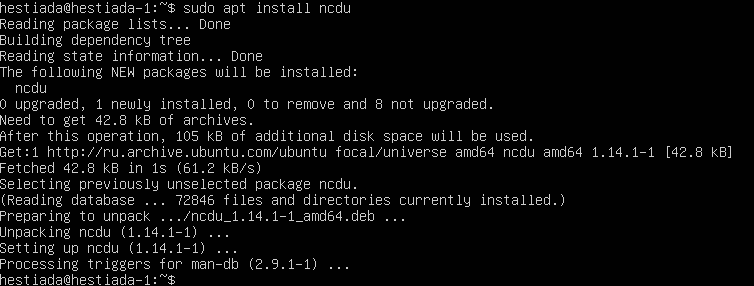 hestiada@hestiada-1:~$ sudo apt install ncdu
Reading package lists... Done
Building dependency tree
Reading state information... Done
The following NEW packages will be installed:
  ncdu
0 upgraded, 1 newly installed, 0 to remove and 8 not upgraded.
Need to get 42.8 kB of archives.
After this operation, 105 kB of additional disk space will be used.
Get:1 http://ru.archive.ubuntu.com/ubuntu focal/universe amd64 ncdu amd64 1.14.1-1 [42.8 kB]
Fetched 42.8 kB in 1s (61.2 kB/s)
Selecting previously unselected package ncdu.
(Reading database ... 72846 files and directories currently installed.)
Preparing to unpack .../ncdu_1.14.1-1_amd64.deb ...
Unpacking ncdu (1.14.1-1) ...
Setting up ncdu (1.14.1-1) ...
Processing triggers for man-db (2.9.1-1) ...
hestiada@hestiada-1:~$